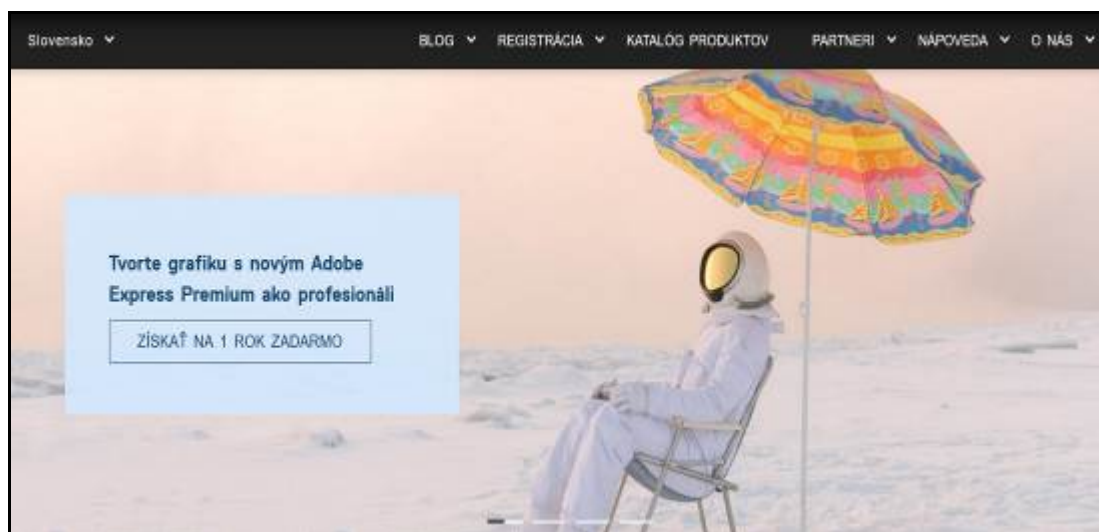 Slovensko
BLOG REGISTRÁCIA KATALÓG PRODUKTOV PARTNERI NÁPOVEDA O NÁS
Tvorte grafiku s novým Adobe
Express Premium ako profesionáli
ZÍSKAŤ NA 1 ROK ZADARMO